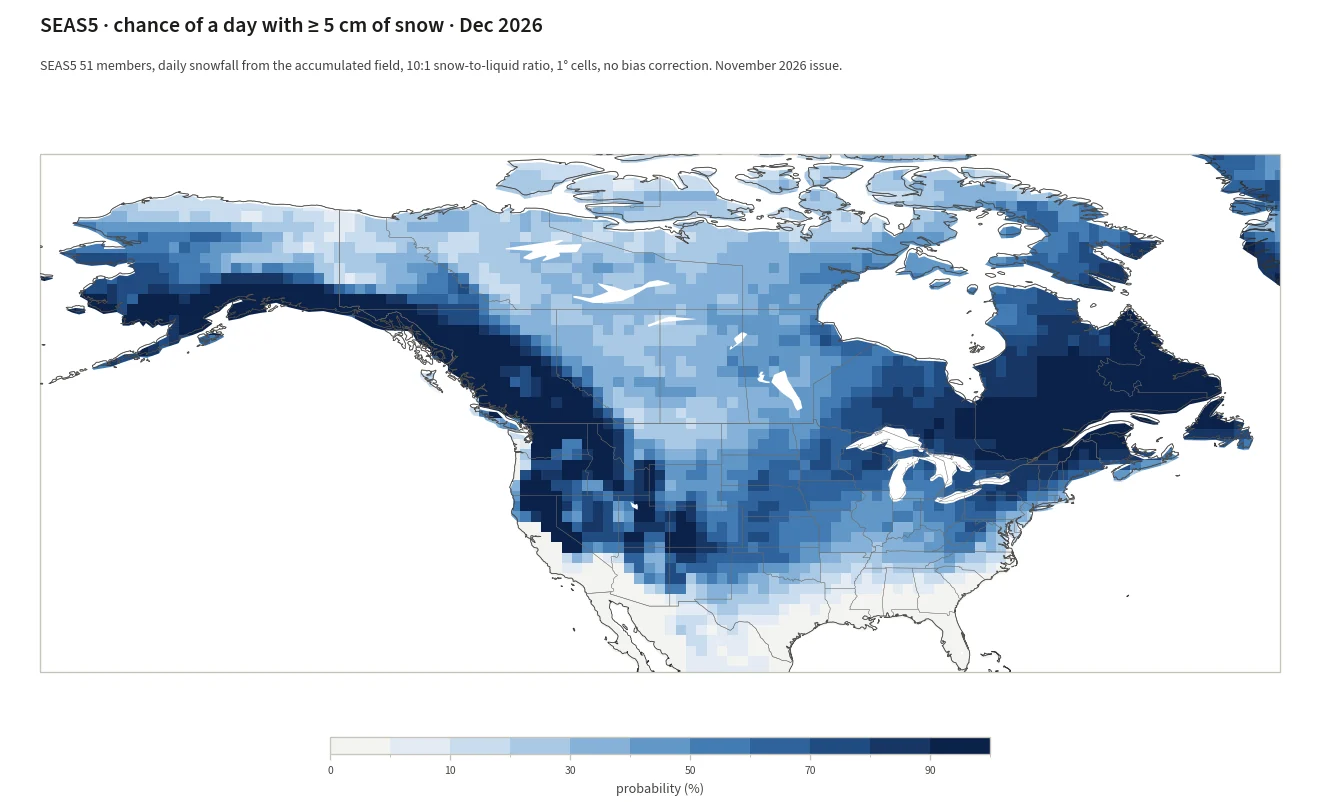 SEAS5 · chance of a day with ≥ 5 cm of snow · Dec 2026
SEAS5 51 members, daily snowfall from the accumulated field, 10:1 snow-to-liquid ratio, 1° cells, no bias correction. November 2026 issue.
0 10 30 50 70 90
probability (%)